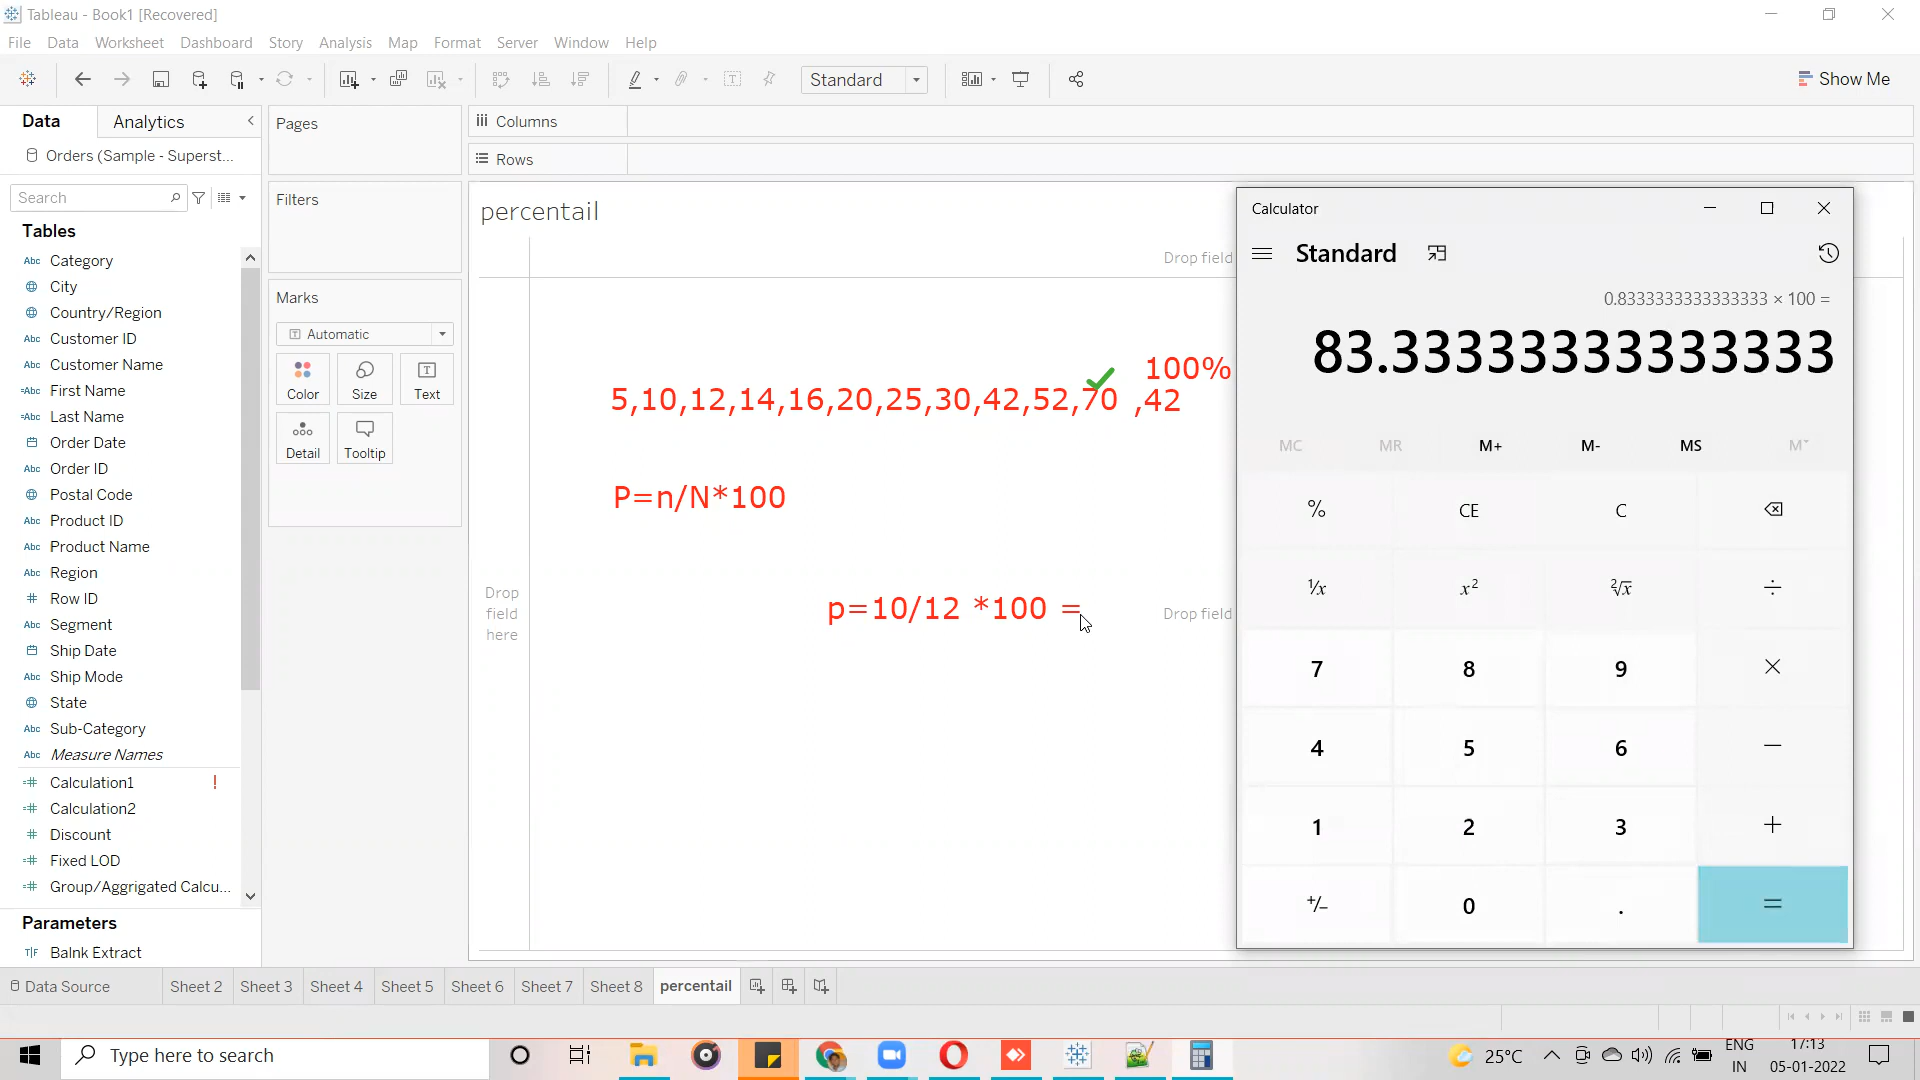 Tableau - Book1 [Recovered]
File Data Worksheet Dashboard Story Analysis Map Format Server Window Help
Standard
Show Me
Data Analytics
Pages
Columns
Orders (Sample - Superst...
Rows
Search
Filters
percentail
Tables
Category
City
Country/Region
Customer ID
Customer Name
First Name
Last Name
Order Date
Order ID
Postal Code
Product ID
Product Name
Region
Row ID
Segment
Ship Date
Ship Mode
State
Sub-Category
Measure Names
Calculation1
Calculation2
Discount
Fixed LOD
Group/Aggrigated Calcu...
Parameters
Balnk Extract
Marks
Automatic
Color Size Text
Detail Tooltip
Drop field
100%
5,10,12,14,16,20,25,30,42,52,70 ,42
P=n/N*100
p=10/12 *100 =
Drop
field
here
Drop field
Calculator
Standard
0.8333333333333333 × 100 =
83.33333333333333
MC MR M+ M- MS M˅
% CE C
¹/x x² ²√x ÷
7 8 9 ×
4 5 6 −
1 2 3 +
+/− 0 . =
Data Source Sheet 2 Sheet 3 Sheet 4 Sheet 5 Sheet 6 Sheet 7 Sheet 8 percentail
Type here to search
25°C
ENG
IN
17:13
05-01-2022